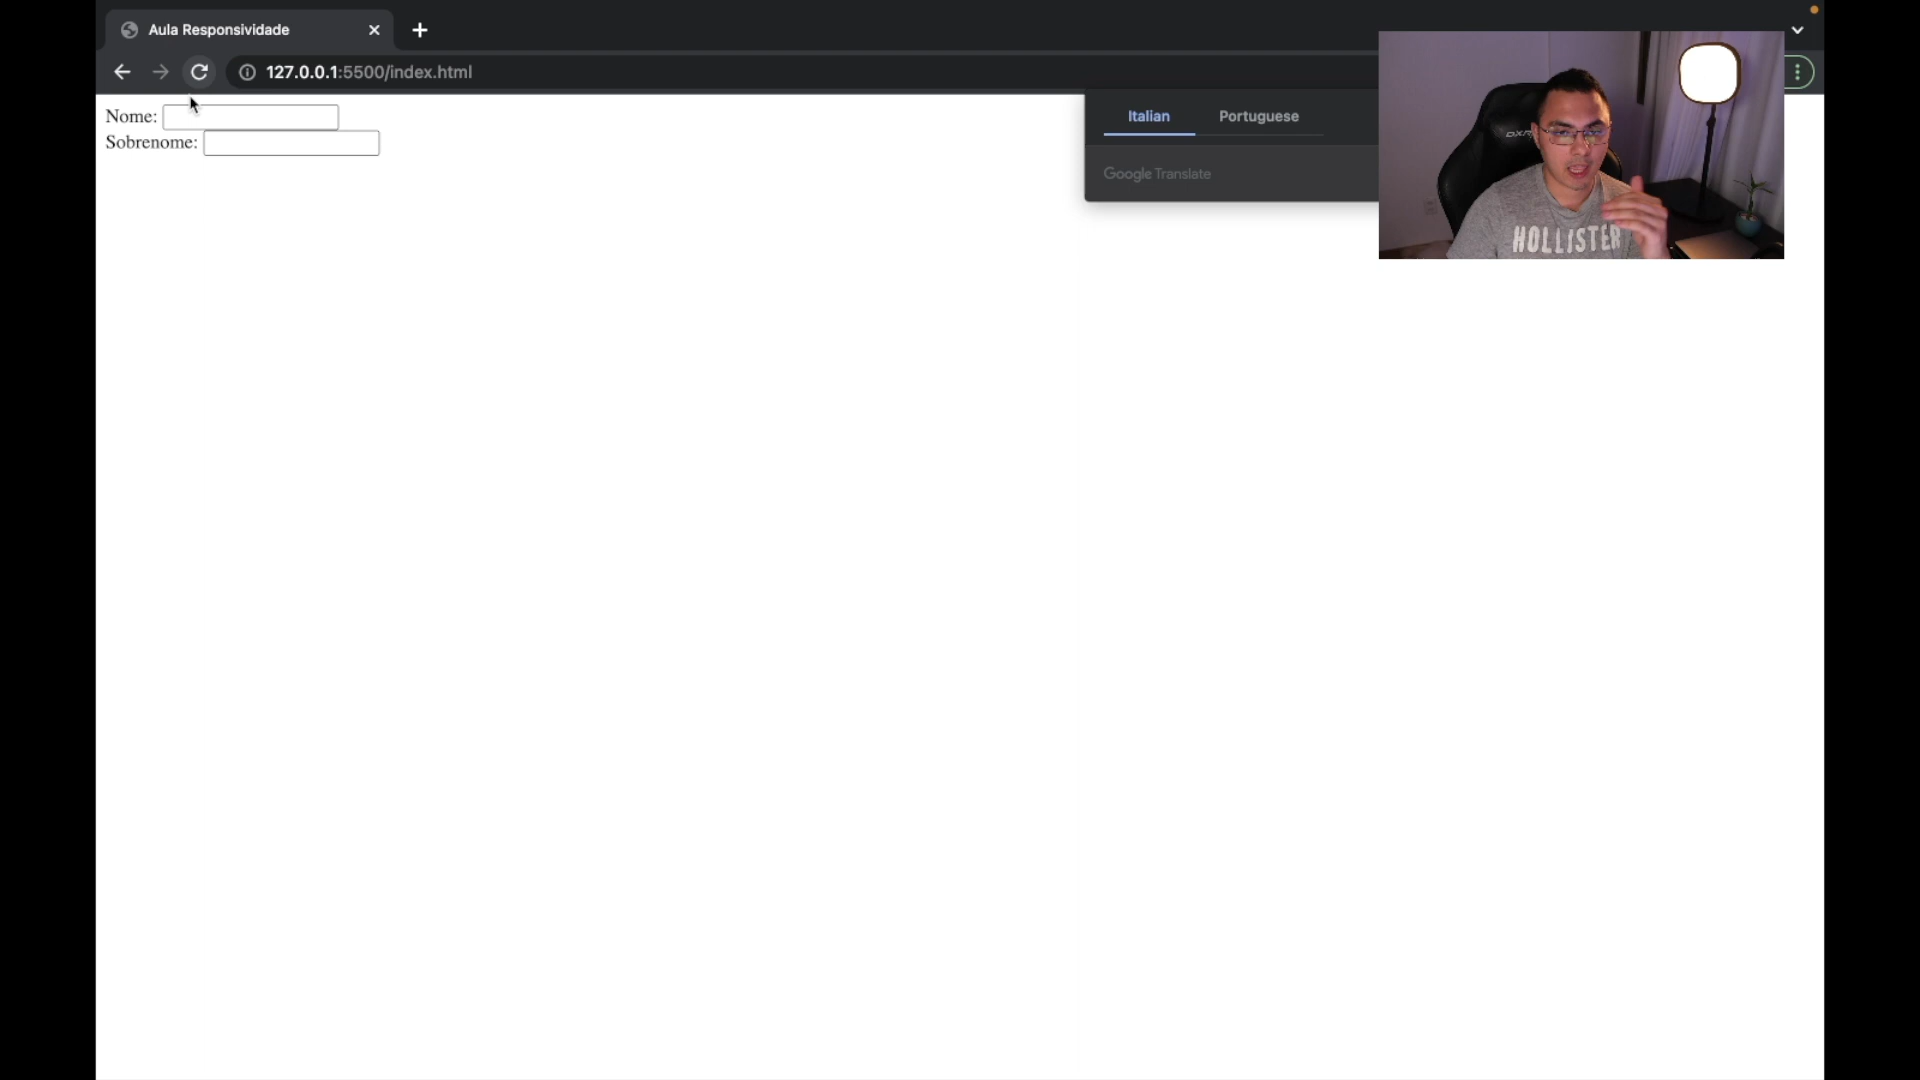 Aula Responsividade
127.0.0.1:5500/index.html
Nome:
Sobrenome:
Italian Portuguese
Google Translate
HOLLISTER